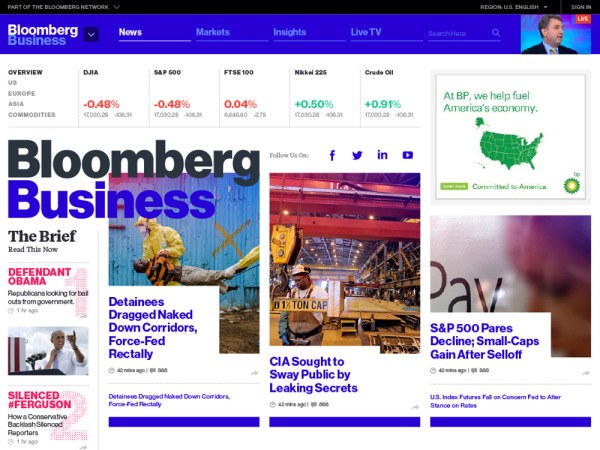 PART OF THE BLOOMBERG NETWORK
REGION: U.S. ENGLISH
SIGN IN
Bloomberg
Business
News
Markets
Insights
Live TV
Search Here
LIVE
OVERVIEW
US
EUROPE
ASIA
COMMODITIES
DJIA
-0.48%
17,030.28 -406.31
S&P 500
-0.48%
17,030.28 -406.31
FTSE 100
0.04%
6,646.60 -2.79
Nikkei 225
+0.50%
17,030.28 -406.31
Crude Oil
+0.91%
17,030.28 -406.31
At BP, we help fuel
America's economy.
bp
Learn more
Committed to America
Bloomberg
Business
Follow Us On:
The Brief
Read This Now
1
DEFENDANT
OBAMA
Republicans looking for bail
outs from government.
1 hr ago
2
SILENCED
#FERGUSON
How a Conservative
Backlash Silenced
Reporters
1 hr ago
Detainees
Dragged Naked
Down Corridors,
Force-Fed
Rectally
42 mins ago | 888
Detainees Dragged Naked Down Corridors,
Force-Fed Rectally
TON CAP
CIA Sought to
Sway Public by
Leaking Secrets
42 mins ago | 888
Pay
S&P 500 Pares
Decline; Small-Caps
Gain After Selloff
42 mins ago | 888
U.S. Index Futures Fall on Concern Fed to Alter
Stance on Rates